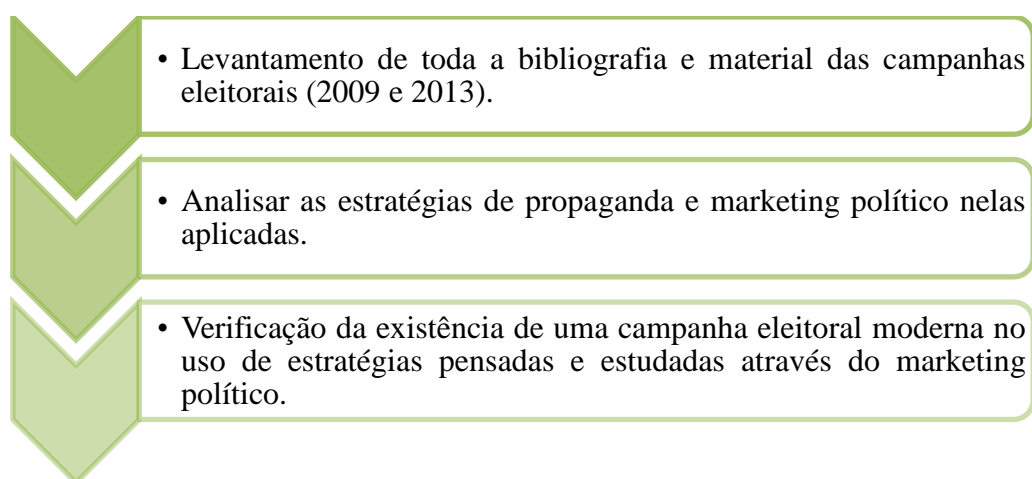 • Levantamento de toda a bibliografia e material das campanhas
eleitorais (2009 e 2013).
• Analisar as estratégias de propaganda e marketing político nelas
aplicadas.
• Verificação da existência de uma campanha eleitoral moderna no
uso de estratégias pensadas e estudadas através do marketing
político.